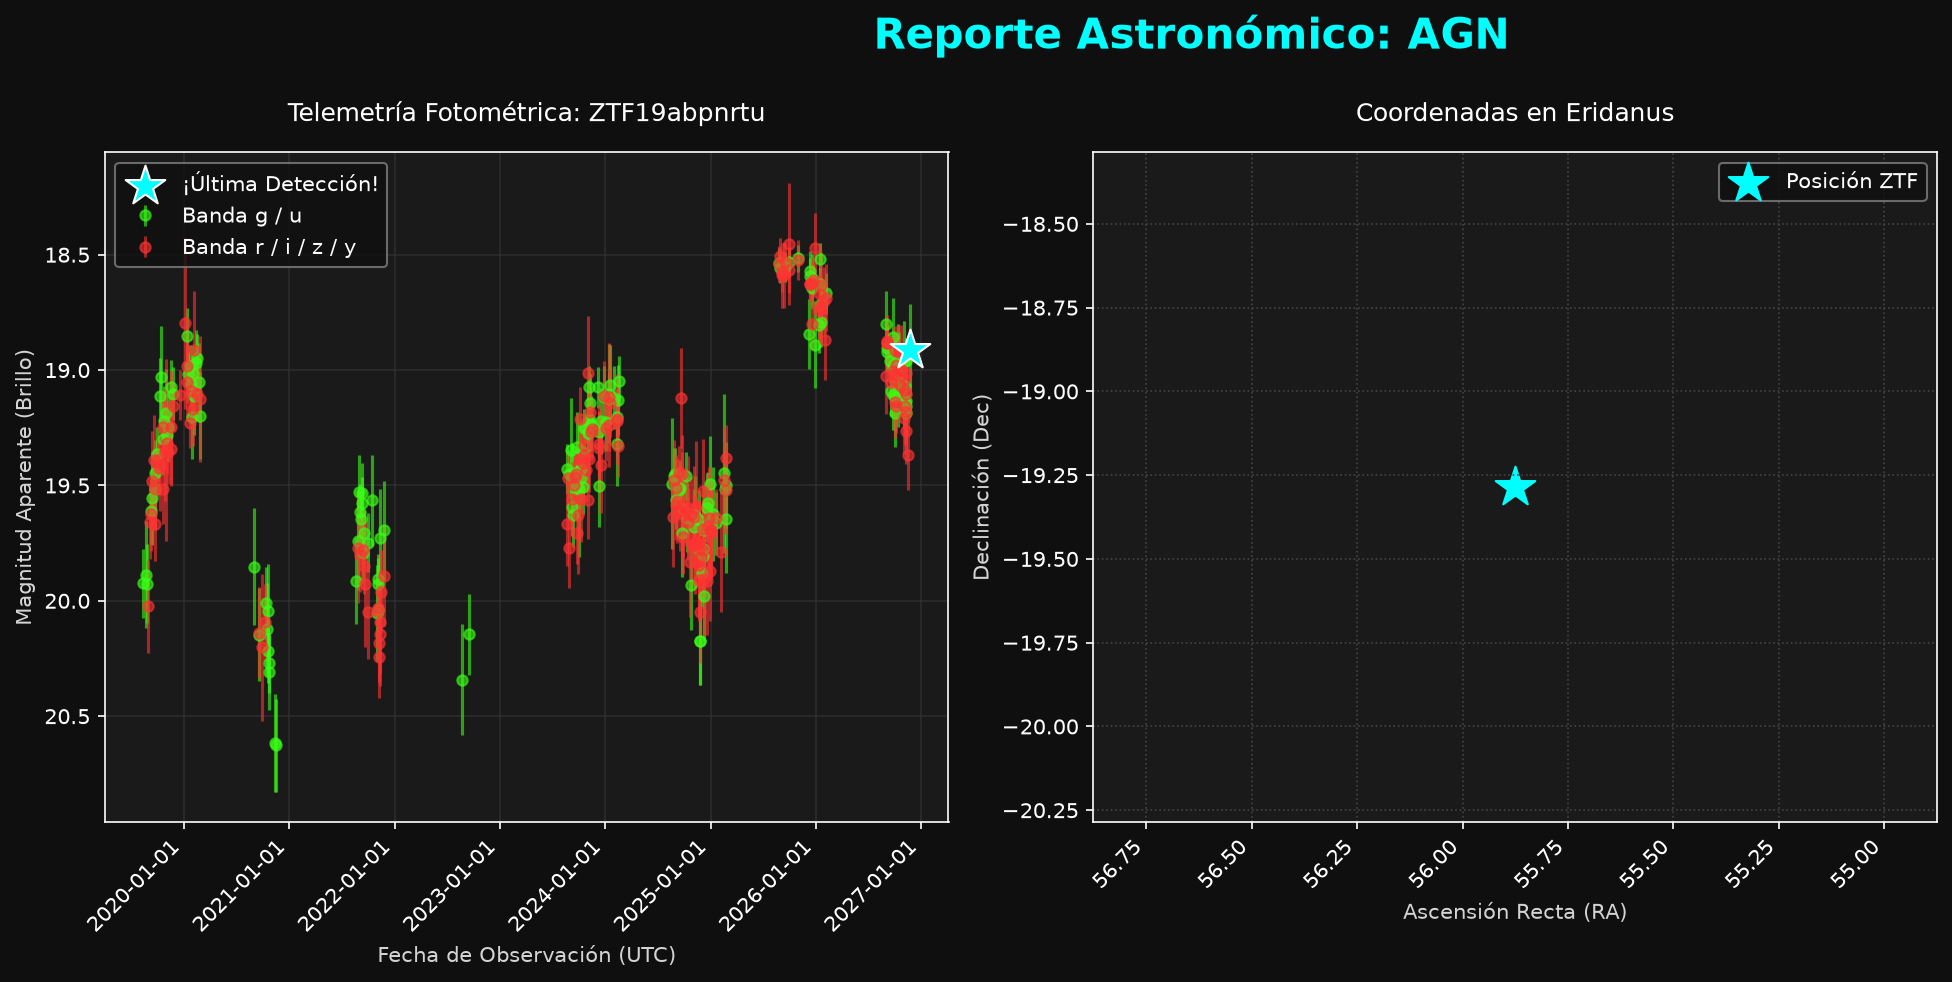 Reporte Astronómico: AGN
Telemetría Fotométrica: ZTF19abpnrtu
¡Última Detección!
Banda g / u
Banda r / i / z / y
Magnitud Aparente (Brillo)
18.5
19.0
19.5
20.0
20.5
2020-01-01
2021-01-01
2022-01-01
2023-01-01
2024-01-01
2025-01-01
2026-01-01
2027-01-01
Fecha de Observación (UTC)
Coordenadas en Eridanus
Posición ZTF
Declinación (Dec)
−18.50
−18.75
−19.00
−19.25
−19.50
−19.75
−20.00
−20.25
56.75
56.50
56.25
56.00
55.75
55.50
55.25
55.00
Ascensión Recta (RA)